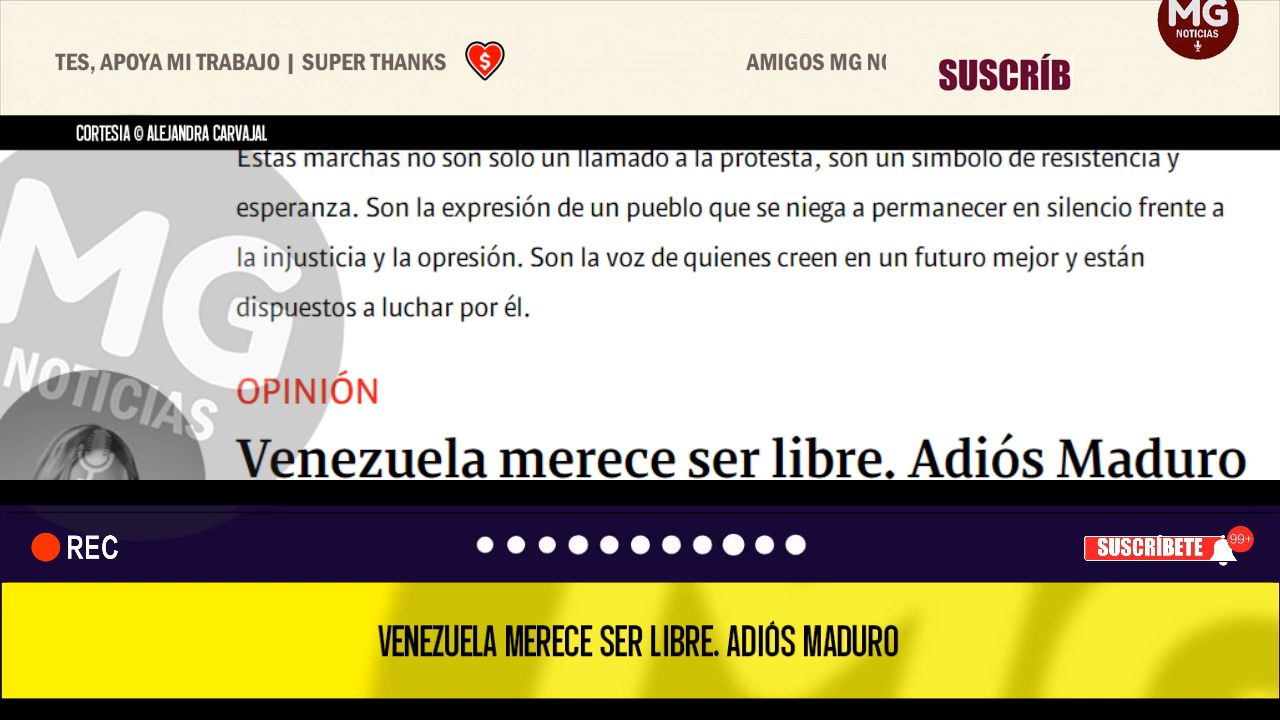 TES, APOYA MI TRABAJO | SUPER THANKS
AMIGOS MG NO
SUSCRÍB
MG
NOTICIAS
CORTESIA © ALEJANDRA CARVAJAL
Estas marchas no son solo un llamado a la protesta, son un símbolo de resistencia y
esperanza. Son la expresión de un pueblo que se niega a permanecer en silencio frente a
la injusticia y la opresión. Son la voz de quienes creen en un futuro mejor y están
dispuestos a luchar por él.
MG
NOTICIAS
OPINIÓN
Venezuela merece ser libre. Adiós Maduro
REC
SUSCRÍBETE
99+
VENEZUELA MERECE SER LIBRE. ADIÓS MADURO